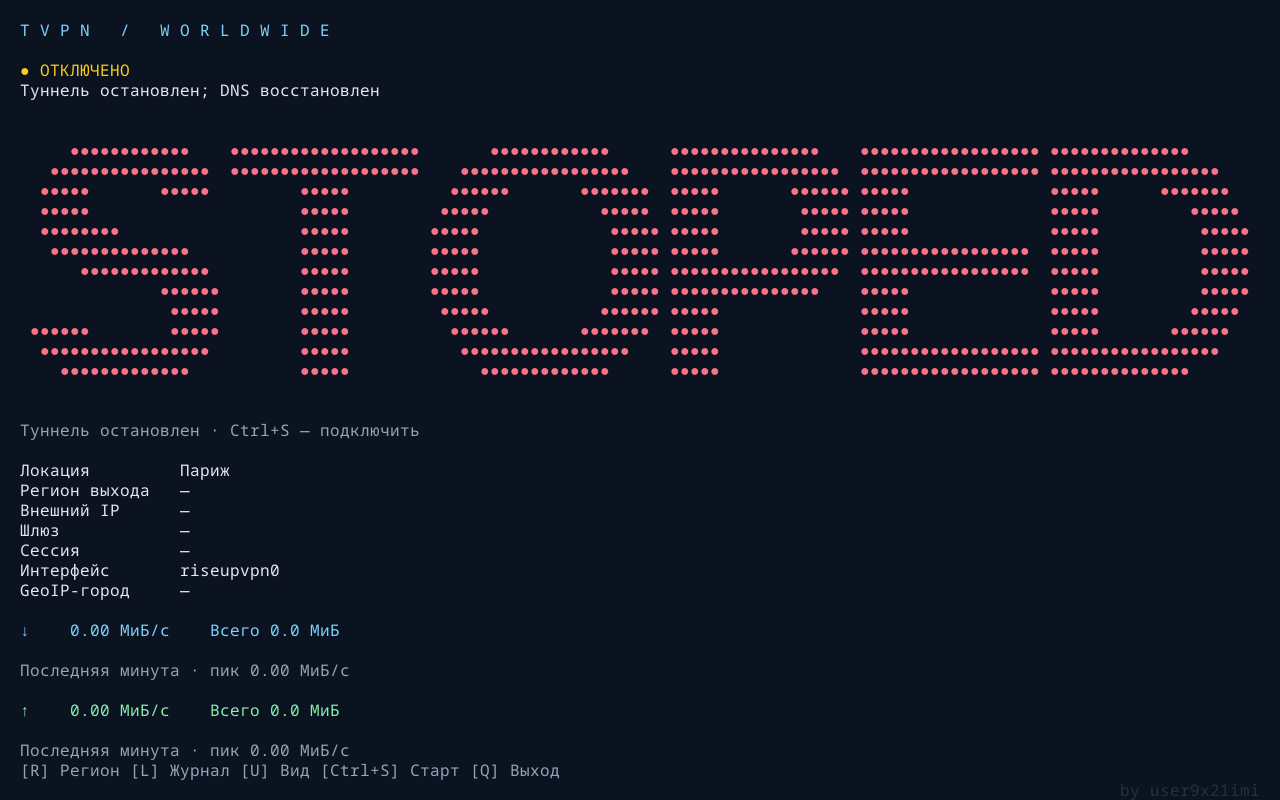 TVPN / WORLDWIDE
● ОТКЛЮЧЕНО
Туннель остановлен; DNS восстановлен
STOPED
Туннель остановлен · Ctrl+S — подключить
Локация Париж
Регион выхода —
Внешний IP —
Шлюз —
Сессия —
Интерфейс riseupvpn0
GeoIP-город —
↓ 0.00 МиБ/с Всего 0.0 МиБ
Последняя минута · пик 0.00 МиБ/с
↑ 0.00 МиБ/с Всего 0.0 МиБ
Последняя минута · пик 0.00 МиБ/с
[R] Регион [L] Журнал [U] Вид [Ctrl+S] Старт [Q] Выход
by user9x21imi